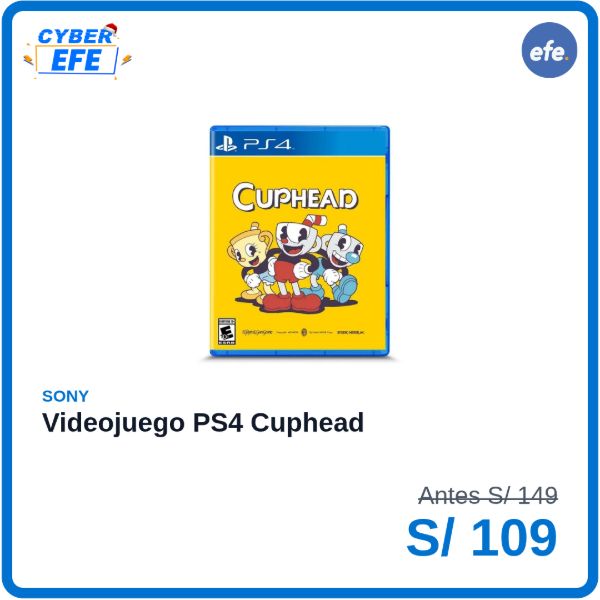 CYBER
EFE
efe.
PS4
CUPHEAD
E
SONY
Videojuego PS4 Cuphead
Antes S/ 149
S/ 109